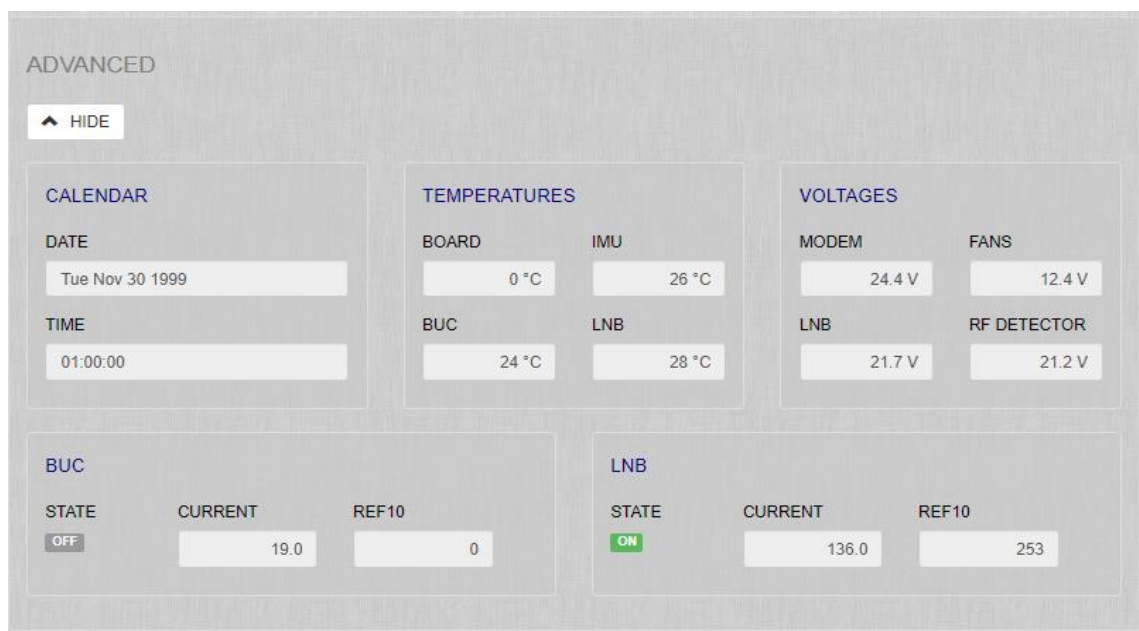 ADVANCED
HIDE
CALENDAR
DATE
Tue Nov 30 1999
TIME
01:00:00
TEMPERATURES
BOARD IMU
0 °C 26 °C
BUC LNB
24 °C 28 °C
VOLTAGES
MODEM FANS
24.4 V 12.4 V
LNB RF DETECTOR
21.7 V 21.2 V
BUC
STATE CURRENT REF10
OFF 19.0 0
LNB
STATE CURRENT REF10
ON 136.0 253